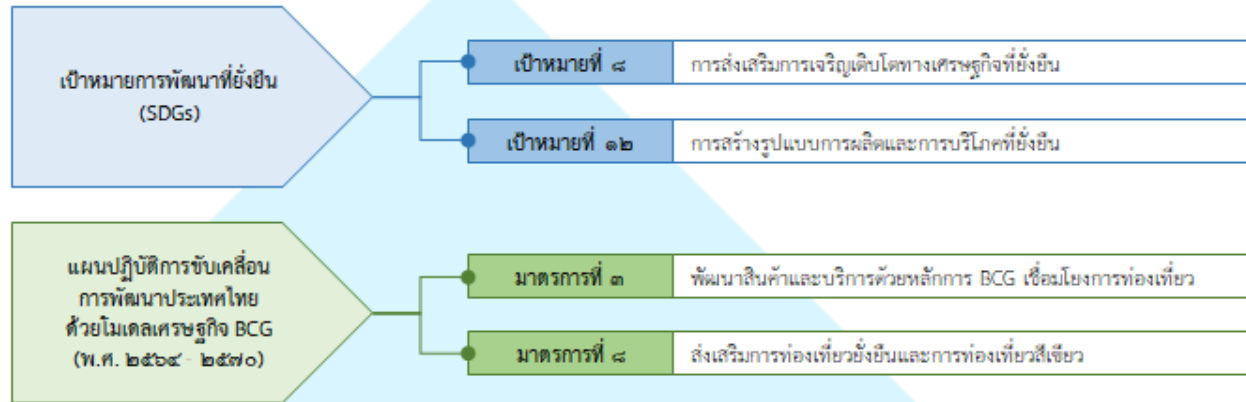 เป้าหมายการพัฒนาที่ยั่งยืน
(SDGs)
เป้าหมายที่ ๘
การส่งเสริมการเจริญเติบโตทางเศรษฐกิจที่ยั่งยืน
เป้าหมายที่ ๑๒
การสร้างรูปแบบการผลิตและการบริโภคที่ยั่งยืน
แผนปฏิบัติการขับเคลื่อน
การพัฒนาประเทศไทย
ด้วยโมเดลเศรษฐกิจ BCG
(พ.ศ. ๒๕๖๔ - ๒๕๗๐)
มาตรการที่ ๓
พัฒนาสินค้าและบริการด้วยหลักการ BCG เชื่อมโยงการท่องเที่ยว
มาตรการที่ ๘
ส่งเสริมการท่องเที่ยวยั่งยืนและการท่องเที่ยวสีเขียว